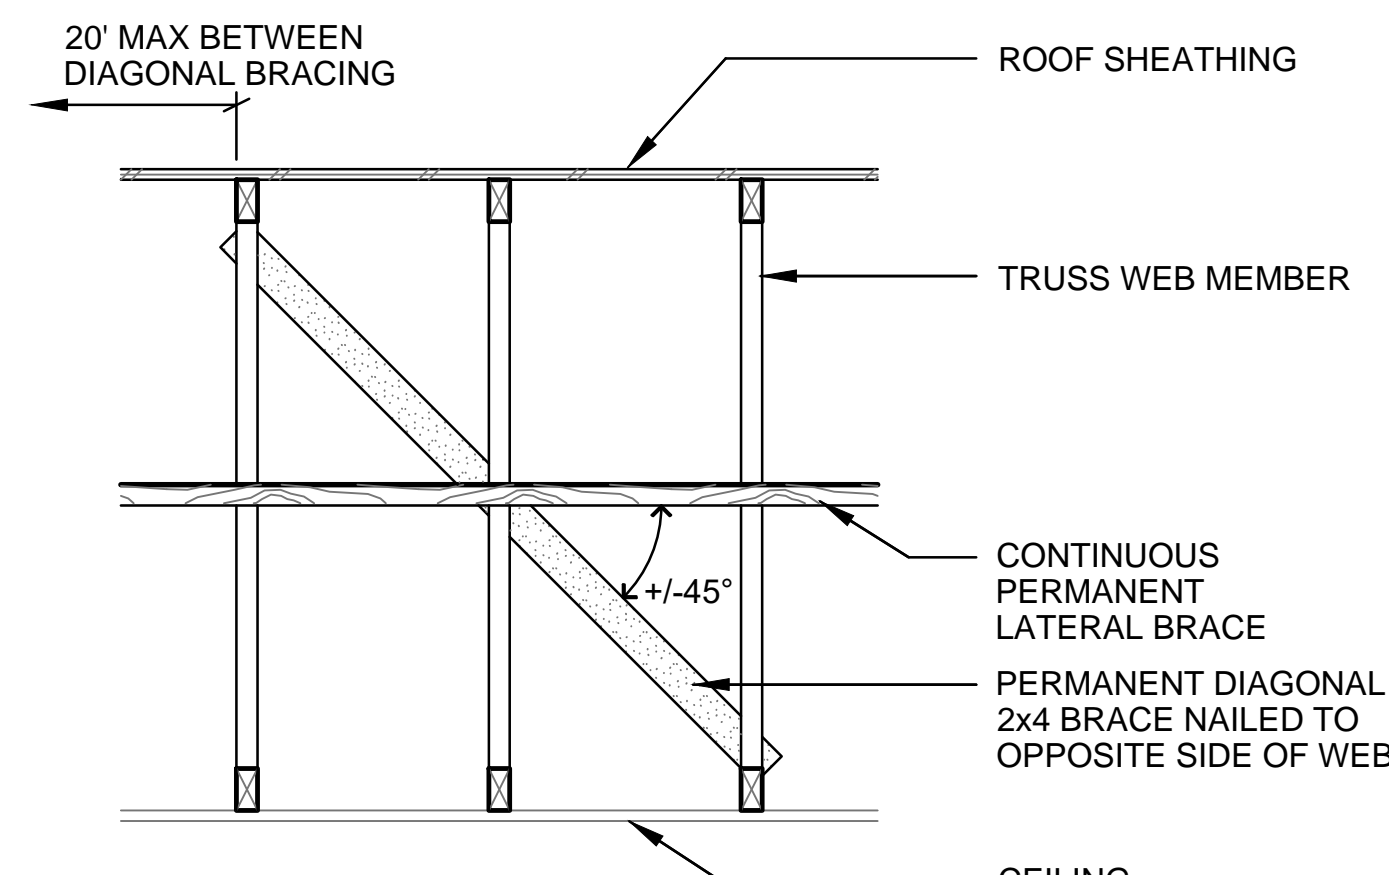 20' MAX BETWEEN
DIAGONAL BRACING
ROOF SHEATHING
TRUSS WEB MEMBER
CONTINUOUS
PERMANENT
LATERAL BRACE
+/-45°
PERMANENT DIAGONAL
2x4 BRACE NAILED TO
OPPOSITE SIDE OF WEB
CEILING